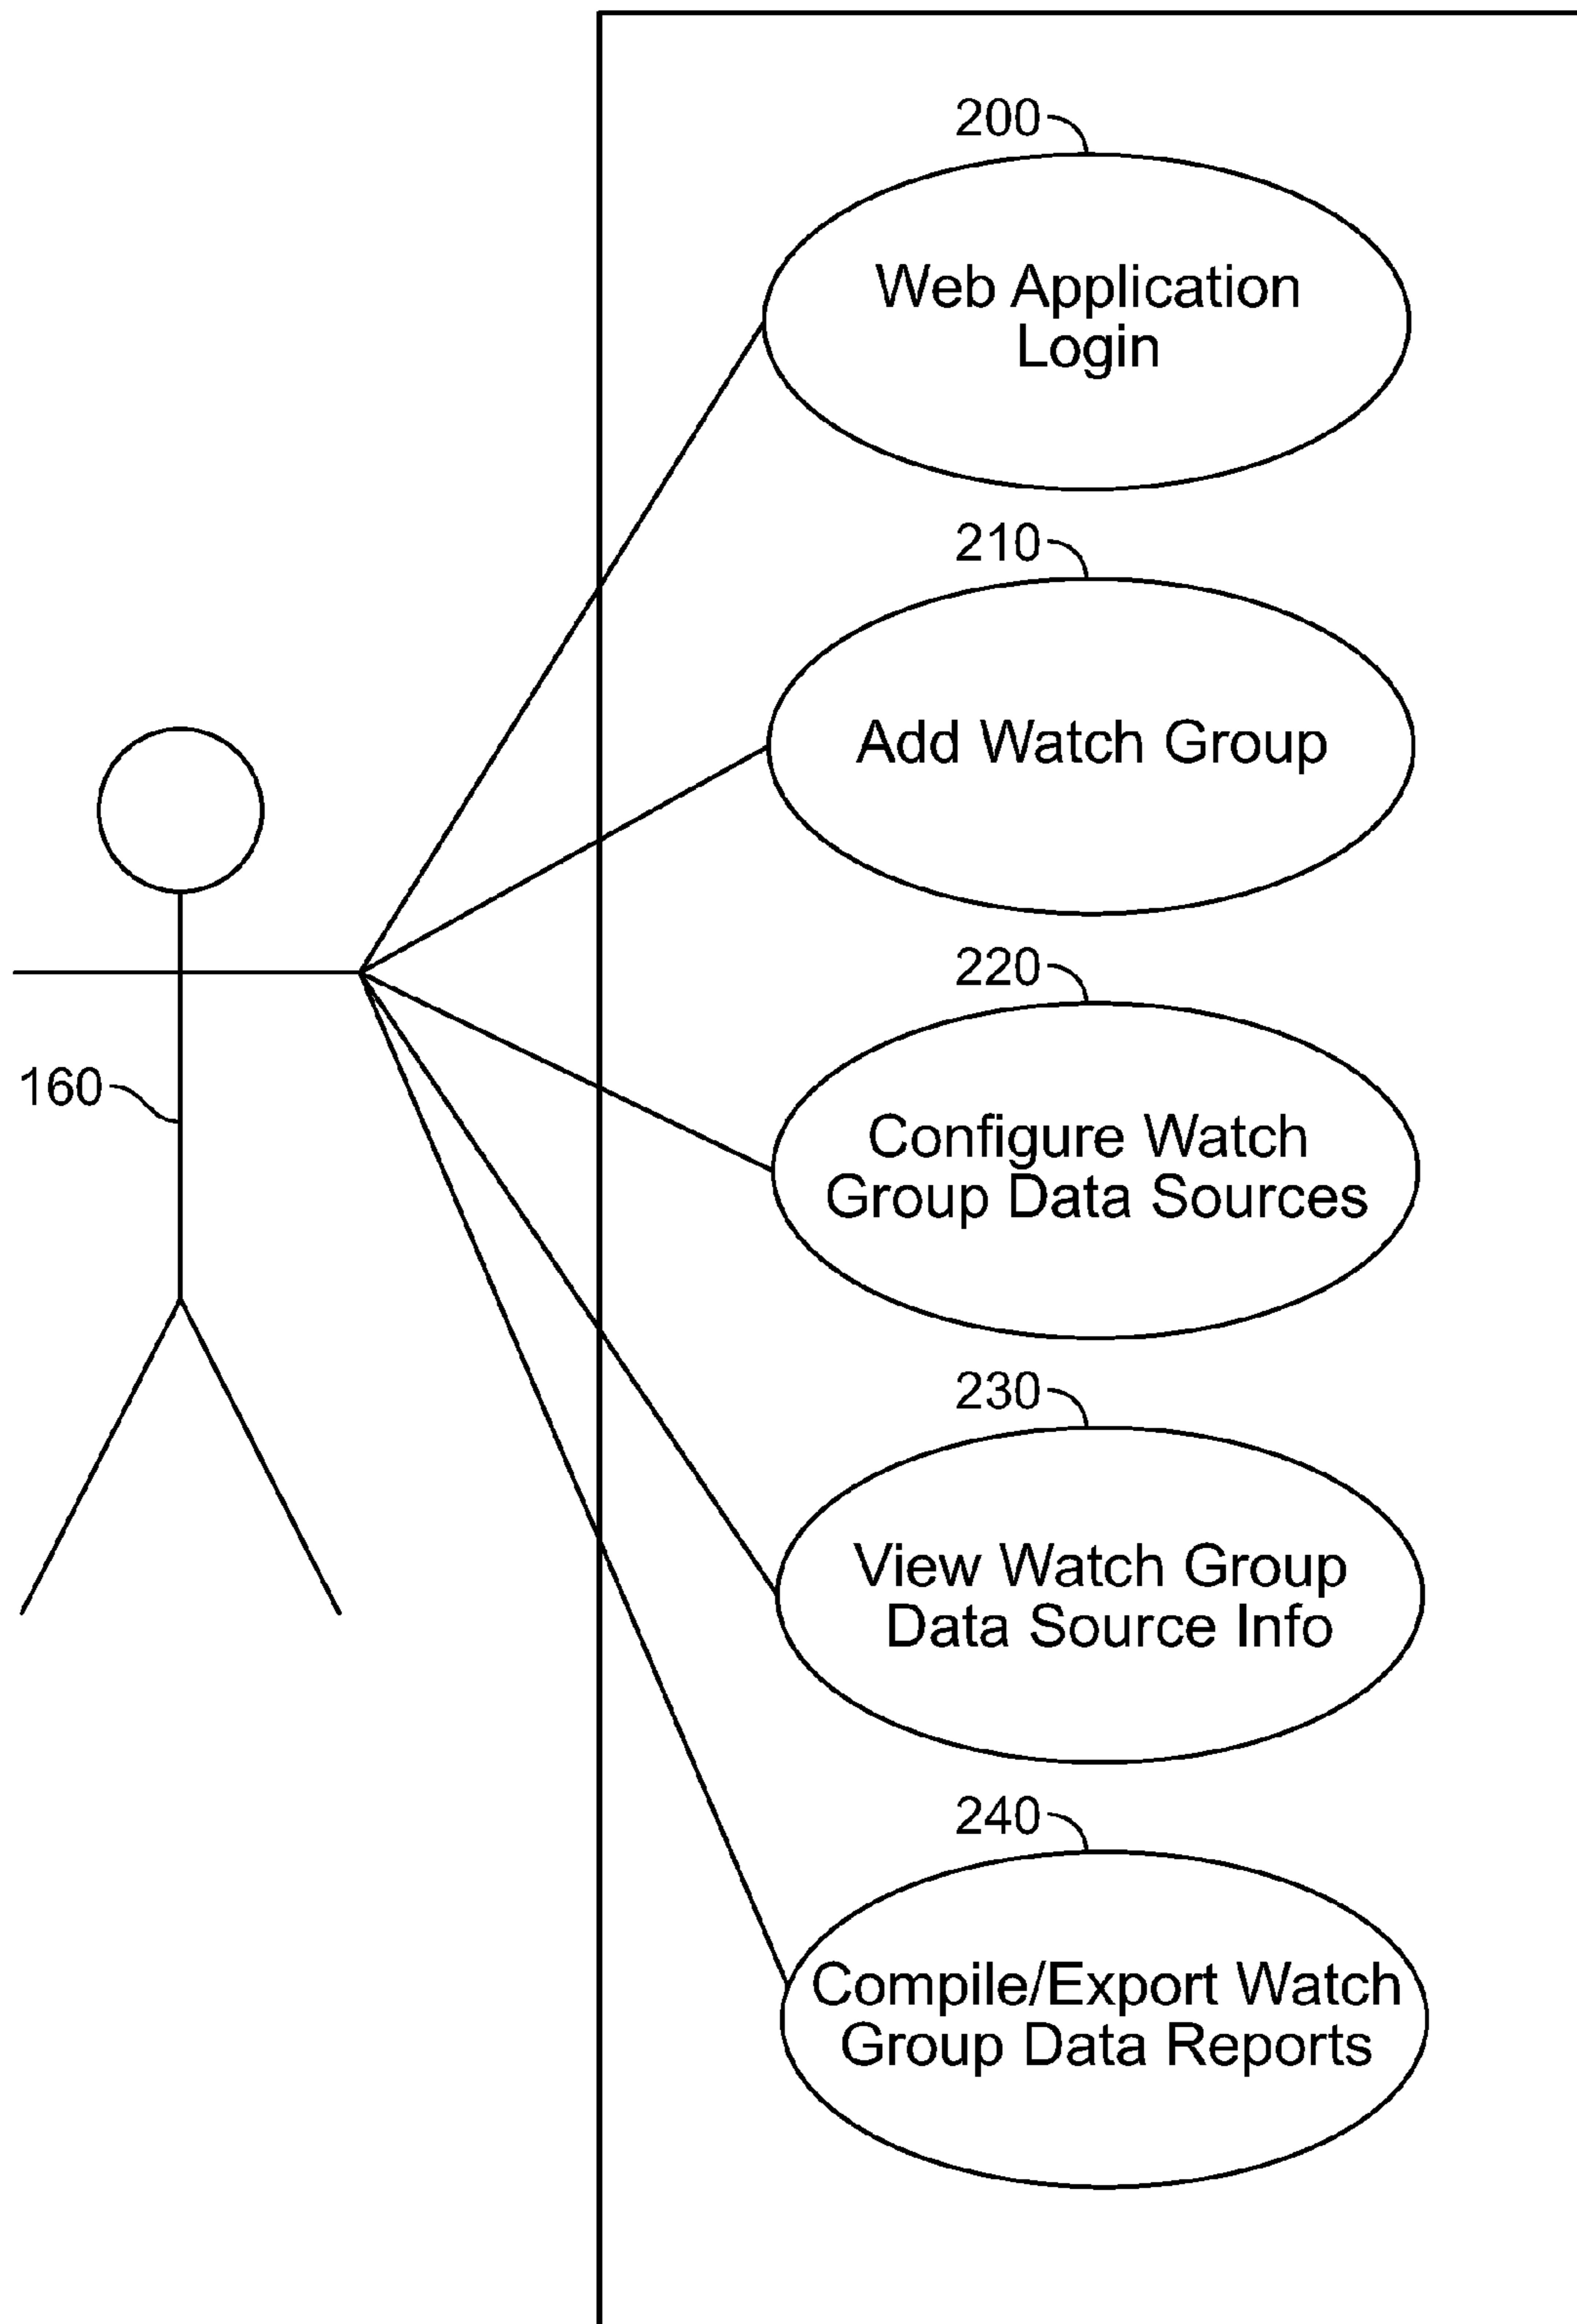 200
Web Application
Login
210
Add Watch Group
220
160
Configure Watch
Group Data Sources
230
View Watch Group
Data Source Info
240
Compile/Export Watch
Group Data Reports